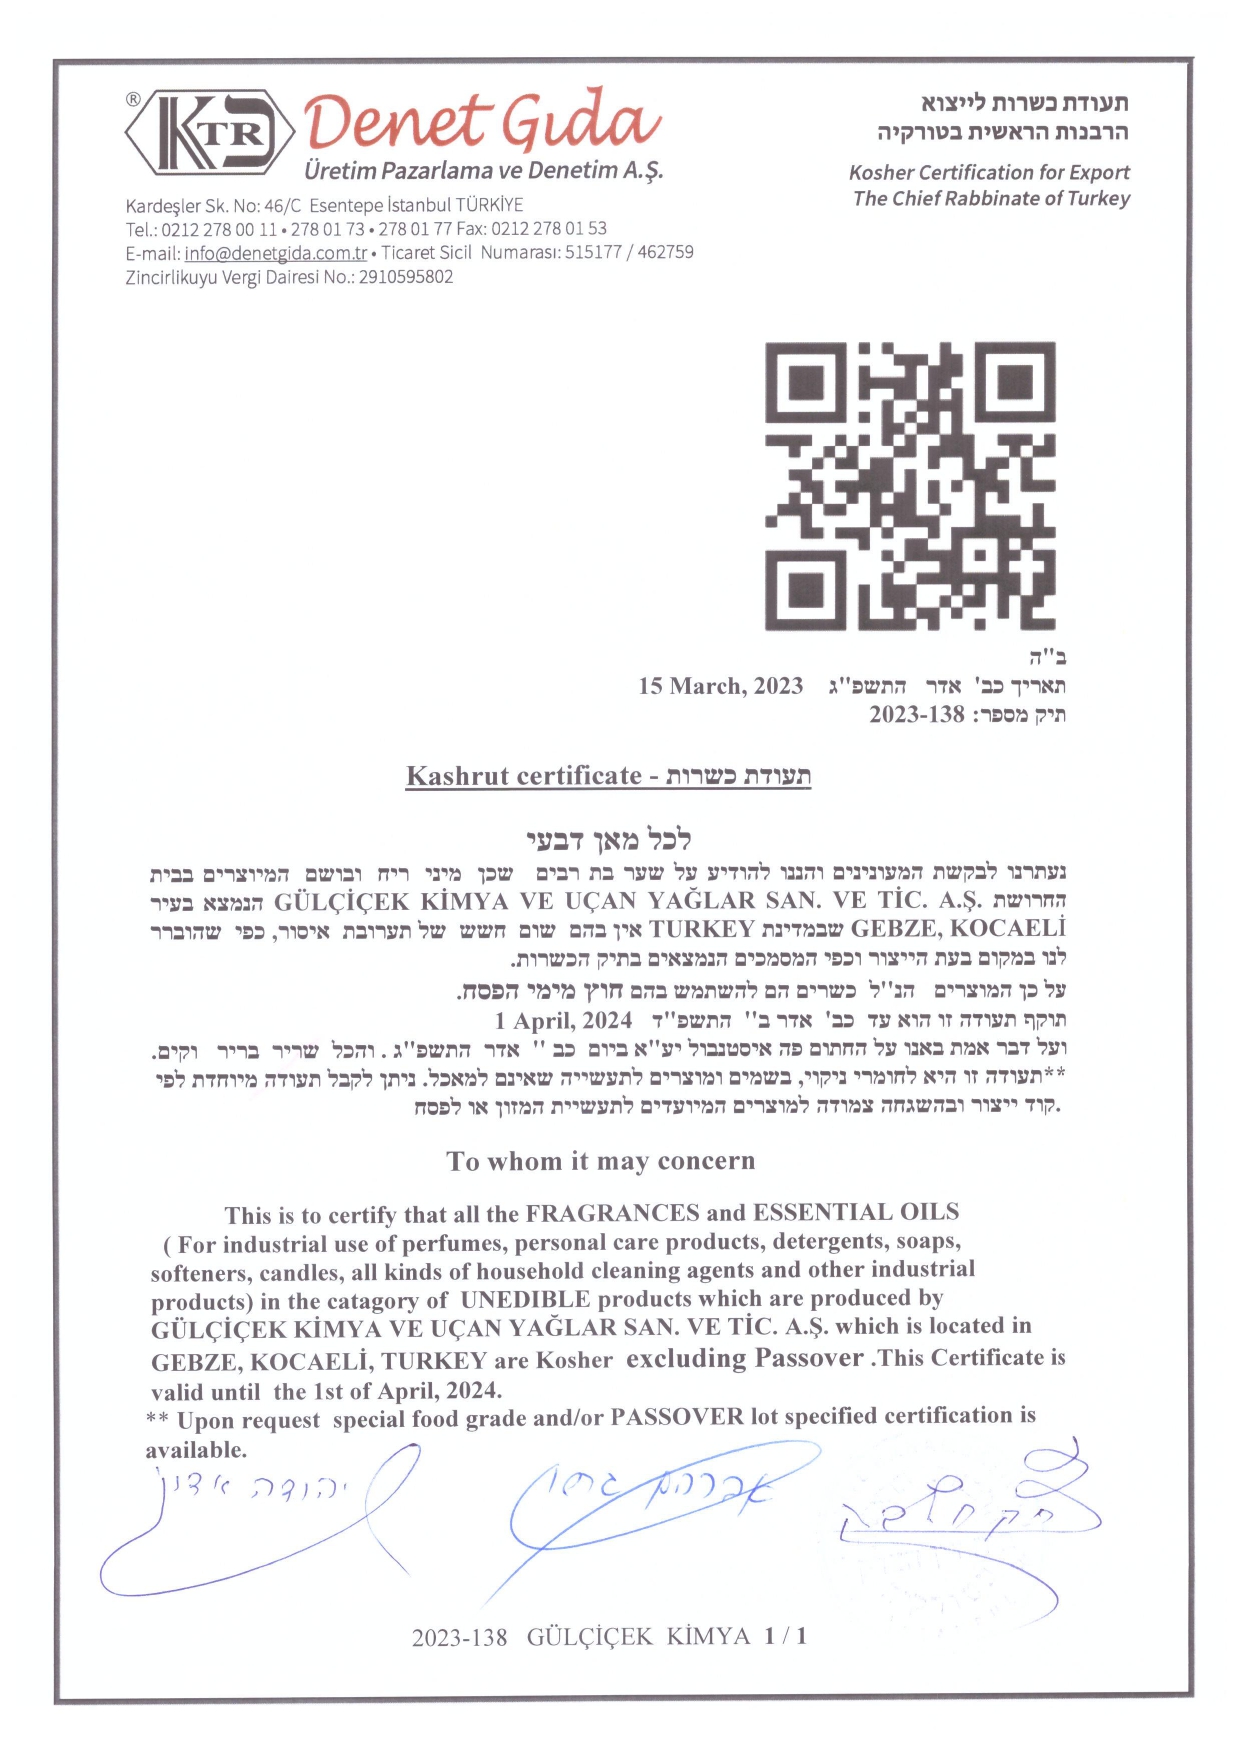 ® KTR Denet Gıda
Üretim Pazarlama ve Denetim A.Ş.
Kardeşler Sk. No: 46/C Esentepe İstanbul TÜRKİYE
Tel.: 0212 278 00 11 • 278 01 73 • 278 01 77 Fax: 0212 278 01 53
E-mail: info@denetgida.com.tr • Ticaret Sicil Numarası: 515177 / 462759
Zincirlikuyu Vergi Dairesi No.: 2910595802
תעודת כשרות לייצוא
הרבנות הראשית בטורקיה
Kosher Certification for Export
The Chief Rabbinate of Turkey
ב"ה
תאריך כב' אדר התשפ"ג 15 March, 2023
תיק מספר: 2023-138
Kashrut certificate - תעודת כשרות
לכל מאן דבעי
נעתרנו לבקשת המעונינים והננו להודיע על שער בת רבים שכן מיני ריח ובושם המיוצרים בבית
החרושת GÜLÇİÇEK KİMYA VE UÇAN YAĞLAR SAN. VE TİC. A.Ş. הנמצא בעיר
GEBZE, KOCAELİ שבמדינת TURKEY אין בהם שום חשש של תערובת איסור, כפי שהוברר
לנו במקום בעת הייצור וכפי המסמכים הנמצאים בתיק הכשרות.
על כן המוצרים הנ"ל כשרים הם להשתמש בהם חוץ מימי הפסח.
תוקף תעודה זו הוא עד כב' אדר ב'' התשפ"ד 1 April, 2024
ועל דבר אמת באנו על החתום פה איסטנבול יע"א ביום כב '' אדר התשפ"ג . והכל שריר בריר וקים.
**תעודה זו היא לחומרי ניקוי, בשמים ומוצרים לתעשייה שאינם למאכל. ניתן לקבל תעודה מיוחדת לפי
.קוד ייצור ובהשגחה צמודה למוצרים המיועדים לתעשיית המזון או לפסח
To whom it may concern
This is to certify that all the FRAGRANCES and ESSENTIAL OILS
( For industrial use of perfumes, personal care products, detergents, soaps,
softeners, candles, all kinds of household cleaning agents and other industrial
products) in the catagory of UNEDIBLE products which are produced by
GÜLÇİÇEK KİMYA VE UÇAN YAĞLAR SAN. VE TİC. A.Ş. which is located in
GEBZE, KOCAELİ, TURKEY are Kosher excluding Passover .This Certificate is
valid until the 1st of April, 2024.
** Upon request special food grade and/or PASSOVER lot specified certification is
available.
יהודה אדוני
אברהם גרסון
2023-138 GÜLÇİÇEK KİMYA 1 / 1